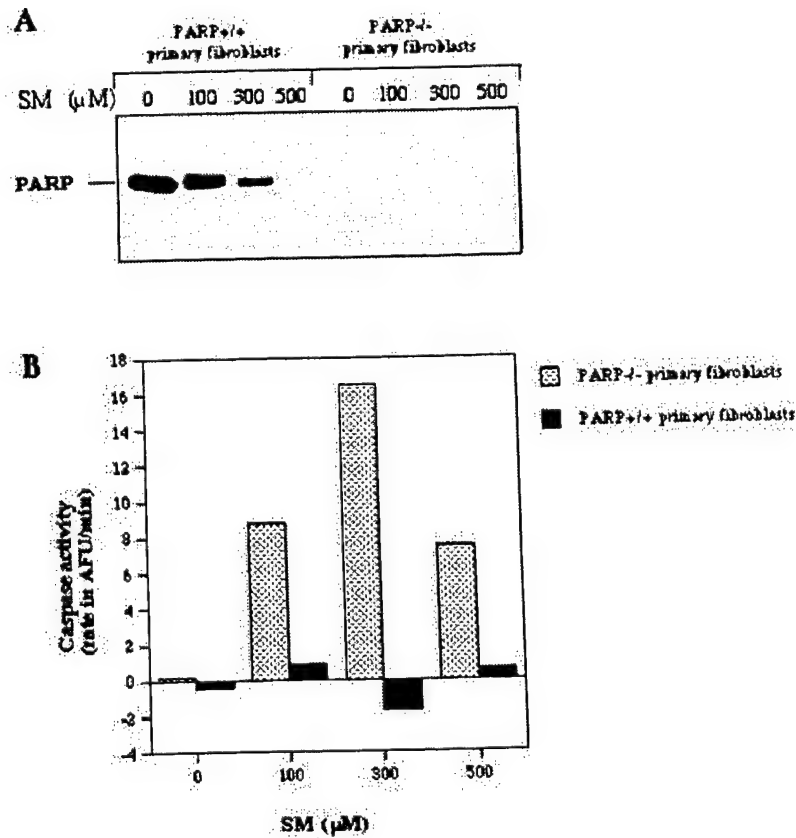 A
PARP+/+
primary fibroblasts
PARP-/-
primary fibroblasts
SM (µM) 0 100 300 500 0 100 300 500
PARP
B
18
16
14
12
10
8
6
4
2
0
-2
-4
Caspase activity
(rate in AFU/min)
0 100 300 500
SM (µM)
PARP-/- primary fibroblasts
PARP+/+ primary fibroblasts